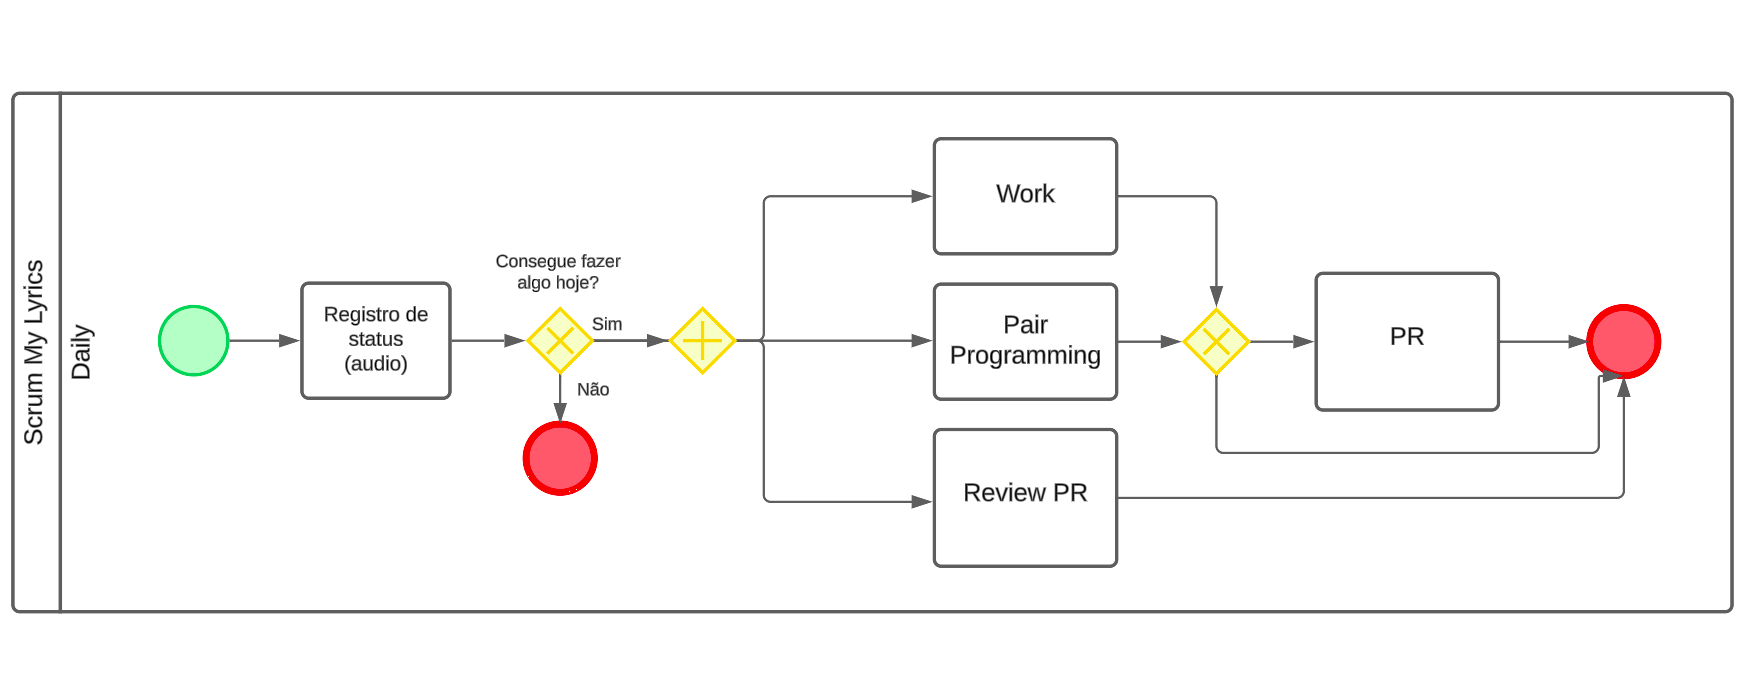 Scrum My Lyrics
Daily
Registro de
status
(audio)
Consegue fazer
algo hoje?
Sim
Não
Work
Pair
Programming
Review PR
PR